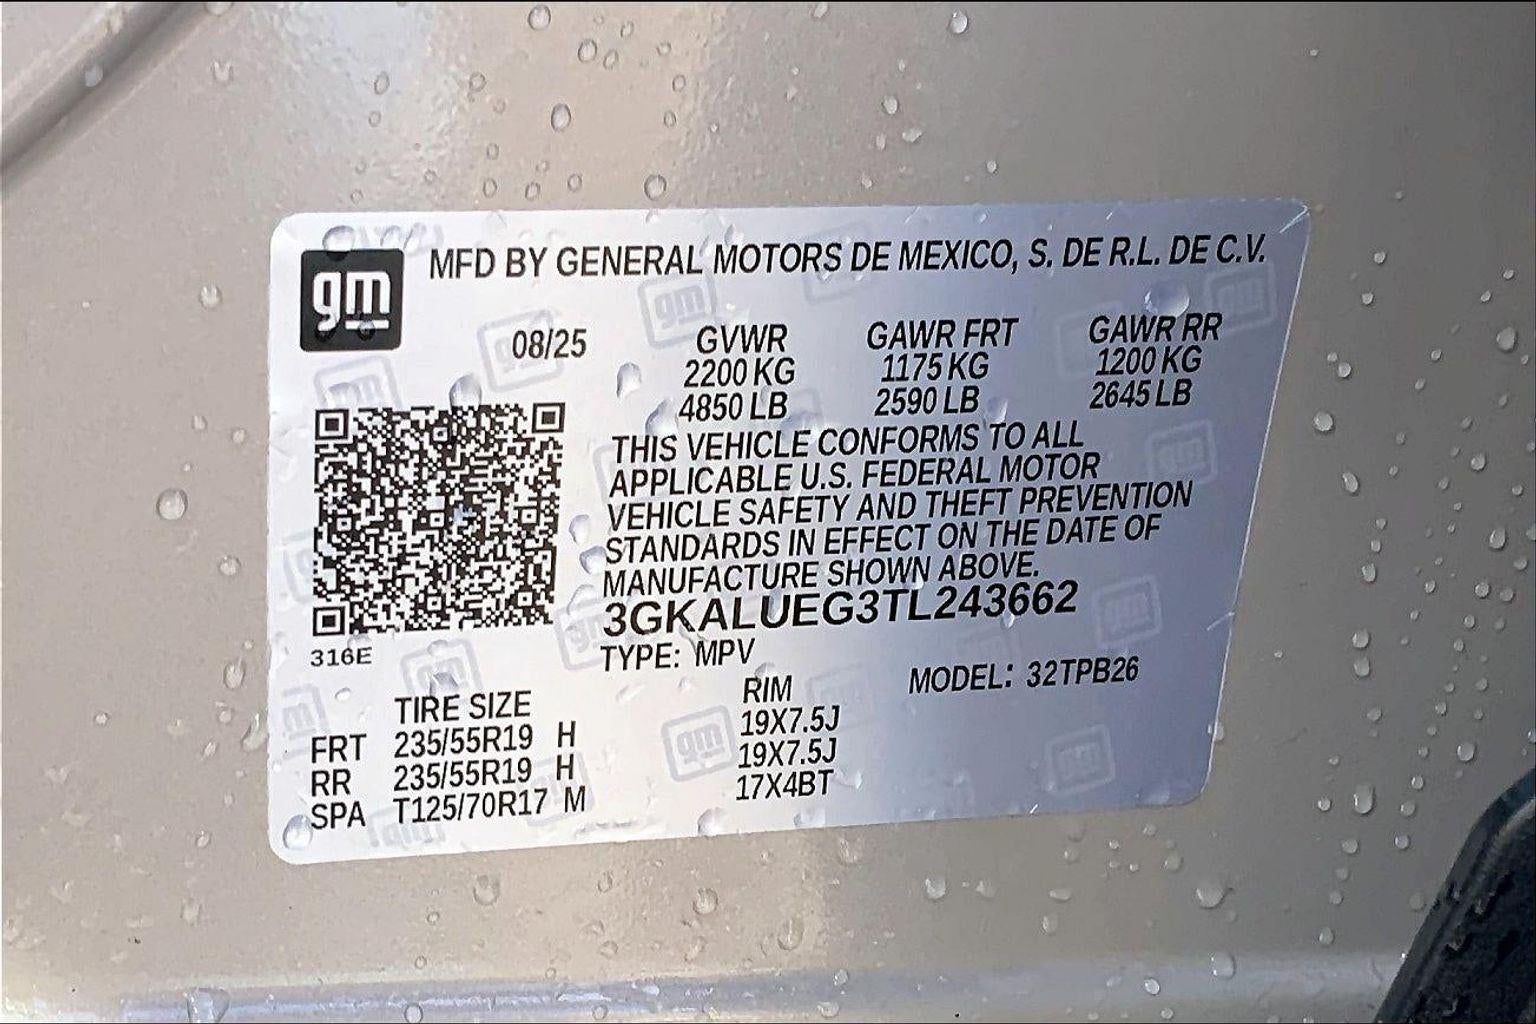 gm
MFD BY GENERAL MOTORS DE MEXICO, S. DE R.L. DE C.V.
08/25 GVWR GAWR FRT GAWR RR
2200 KG 1175 KG 1200 KG
4850 LB 2590 LB 2645 LB
THIS VEHICLE CONFORMS TO ALL
APPLICABLE U.S. FEDERAL MOTOR
VEHICLE SAFETY AND THEFT PREVENTION
STANDARDS IN EFFECT ON THE DATE OF
MANUFACTURE SHOWN ABOVE.
3GKALUEG3TL243662
316E
TYPE: MPV MODEL: 32TPB26
TIRE SIZE RIM
FRT 235/55R19 H 19X7.5J
RR 235/55R19 H 19X7.5J
SPA T125/70R17 M 17X4BT